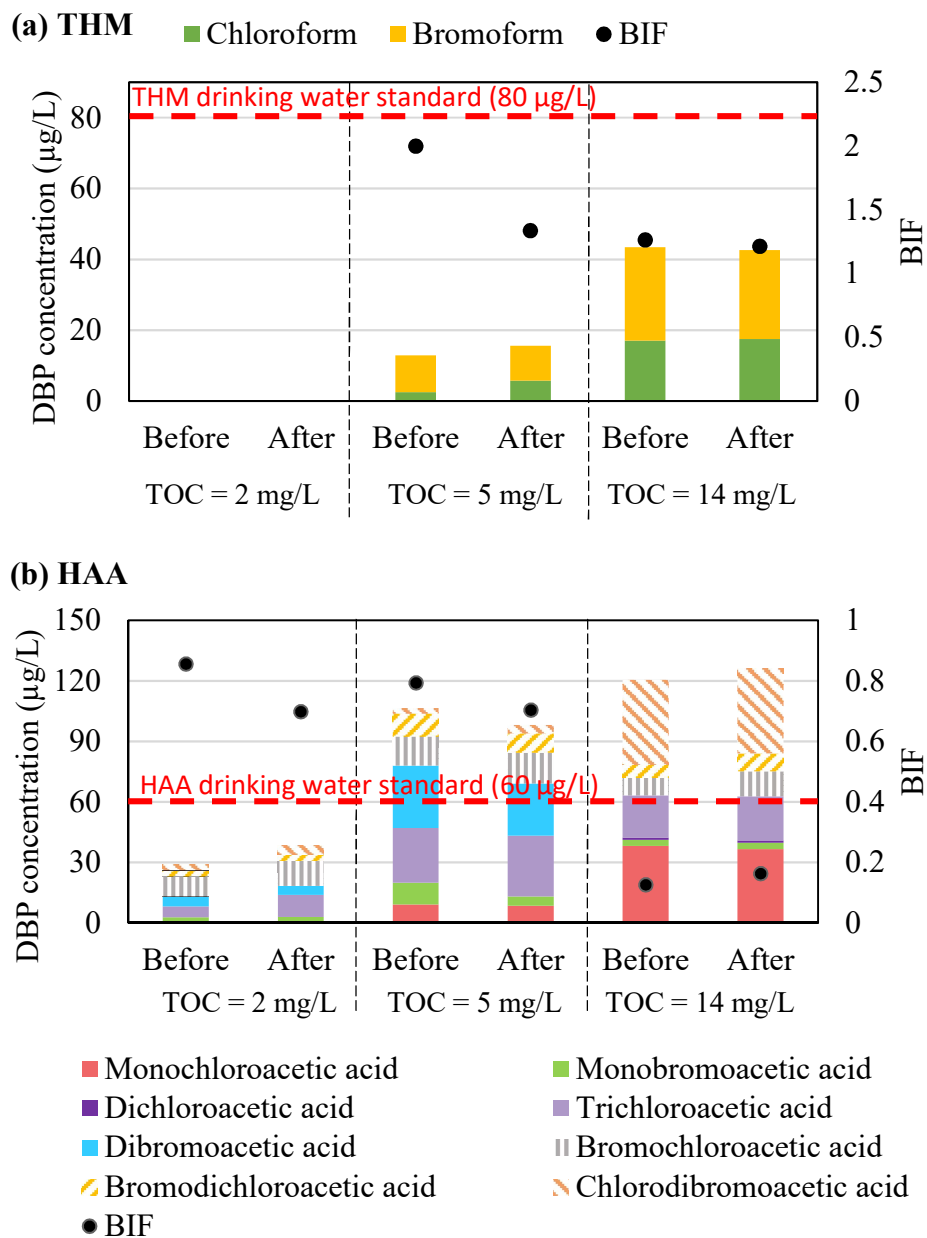 (a) THM
Chloroform Bromoform BIF
THM drinking water standard (80 µg/L)
DBP concentration (µg/L)
80
60
40
20
0
2.5
2
1.5
1
0.5
0
BIF
Before After Before After Before After
TOC = 2 mg/L TOC = 5 mg/L TOC = 14 mg/L
(b) HAA
DBP concentration (µg/L)
150
120
90
60
30
0
HAA drinking water standard (60 µg/L)
1
0.8
0.6
0.4
0.2
0
BIF
Before After Before After Before After
TOC = 2 mg/L TOC = 5 mg/L TOC = 14 mg/L
Monochloroacetic acid Monobromoacetic acid
Dichloroacetic acid Trichloroacetic acid
Dibromoacetic acid Bromochloroacetic acid
Bromodichloroacetic acid Chlorodibromoacetic acid
BIF